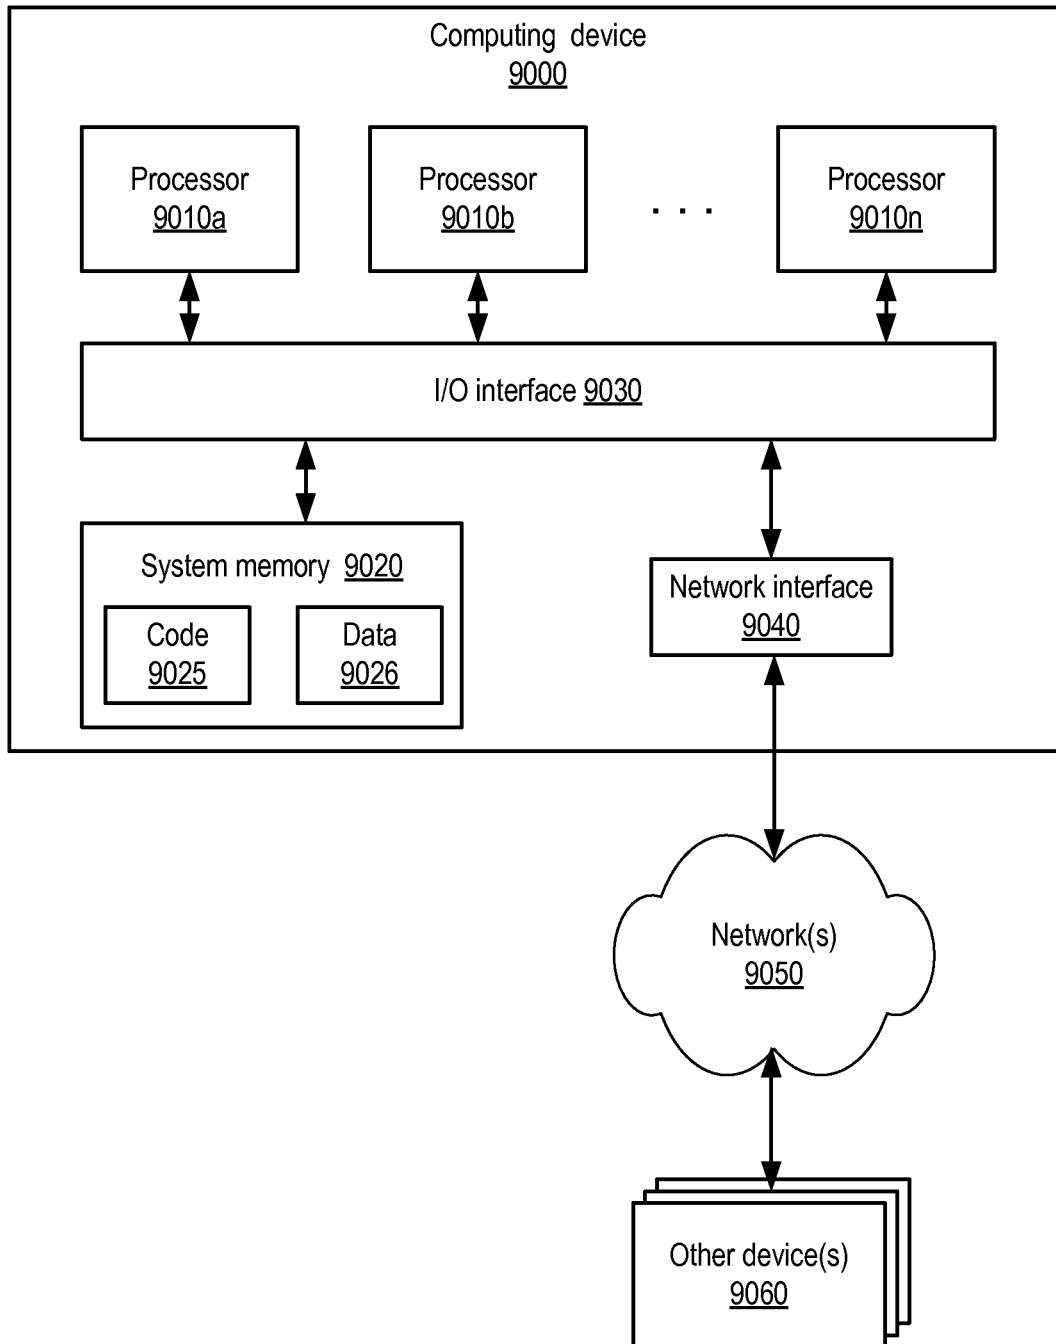 Computing device
9000
Processor
9010a
Processor
9010b
. . .
Processor
9010n
I/O interface 9030
System memory 9020
Code
9025
Data
9026
Network interface
9040
Network(s)
9050
Other device(s)
9060